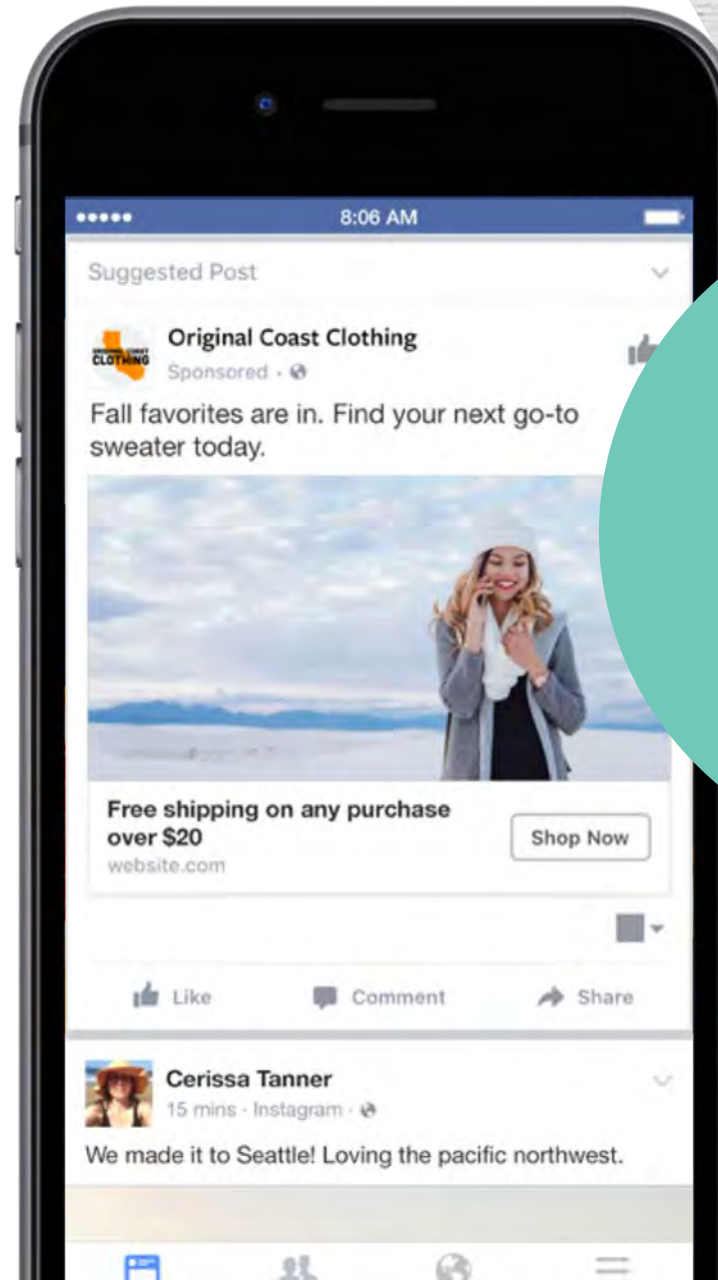 8:06 AM
Suggested Post
Original Coast Clothing
Sponsored ·
Fall favorites are in. Find your next go-to
sweater today.
Free shipping on any purchase
over $20
website.com
Shop Now
Like
Comment
Share
Cerissa Tanner
15 mins · Instagram ·
We made it to Seattle! Loving the pacific northwest.